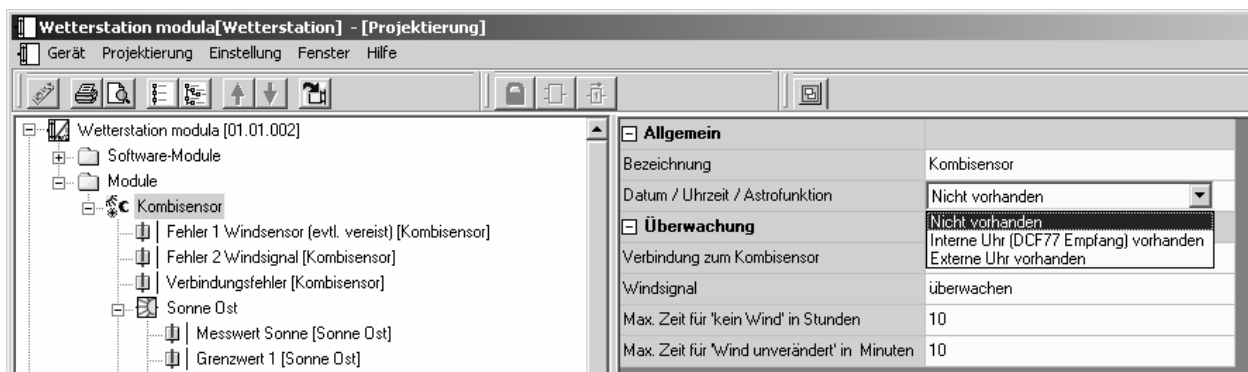 Wetterstation modula[Wetterstation] - [Projektierung]
Gerät Projektierung Einstellung Fenster Hilfe
Wetterstation modula [01.01.002]
Software-Module
Module
Kombisensor
Fehler 1 Windsensor (evtl. vereist) [Kombisensor]
Fehler 2 Windsignal [Kombisensor]
Verbindungsfehler [Kombisensor]
Sonne Ost
Messwert Sonne [Sonne Ost]
Grenzwert 1 [Sonne Ost]
Allgemein
Bezeichnung Kombisensor
Datum / Uhrzeit / Astrofunktion Nicht vorhanden
Nicht vorhanden
Interne Uhr (DCF77 Empfang) vorhanden
Externe Uhr vorhanden
Überwachung
Verbindung zum Kombisensor
Windsignal überwachen
Max. Zeit für 'kein Wind' in Stunden 10
Max. Zeit für 'Wind unverändert' in Minuten 10